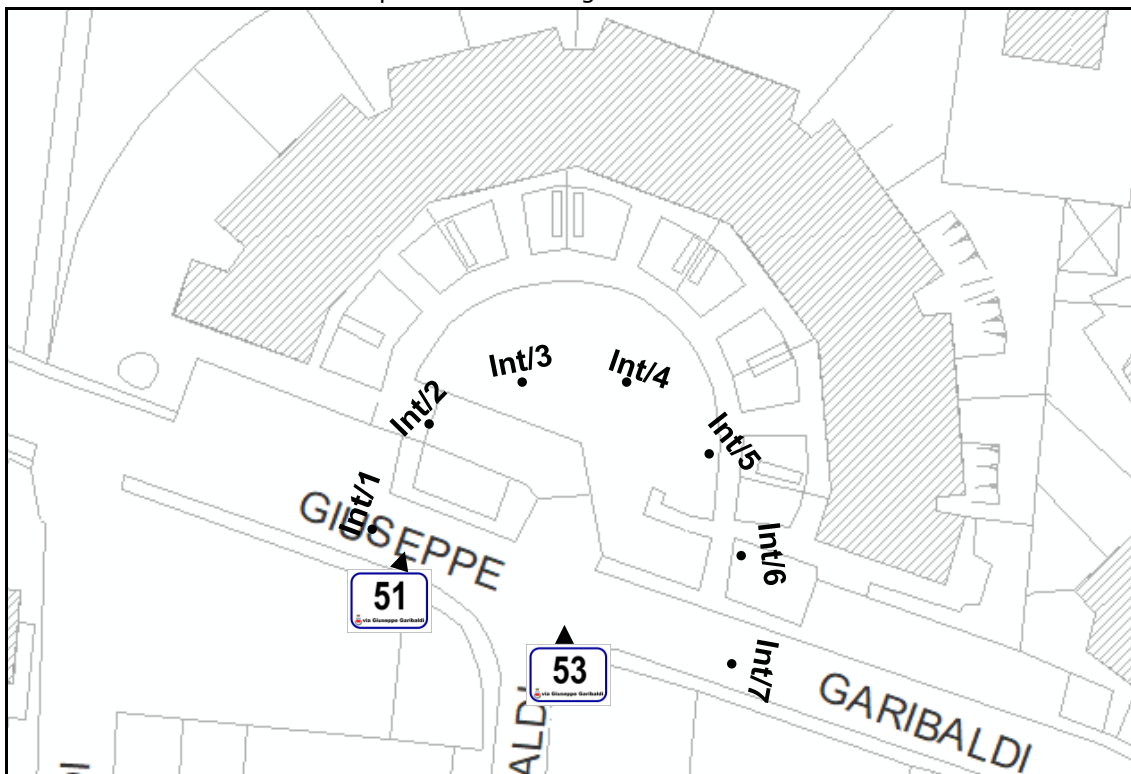 Int/3
Int/4
Int/2
Int/5
Int/1
GIUSEPPE
Int/6
51
via Giuseppe Garibaldi
53
via Giuseppe Garibaldi
Int/7
GARIBALDI
ALDI
DI